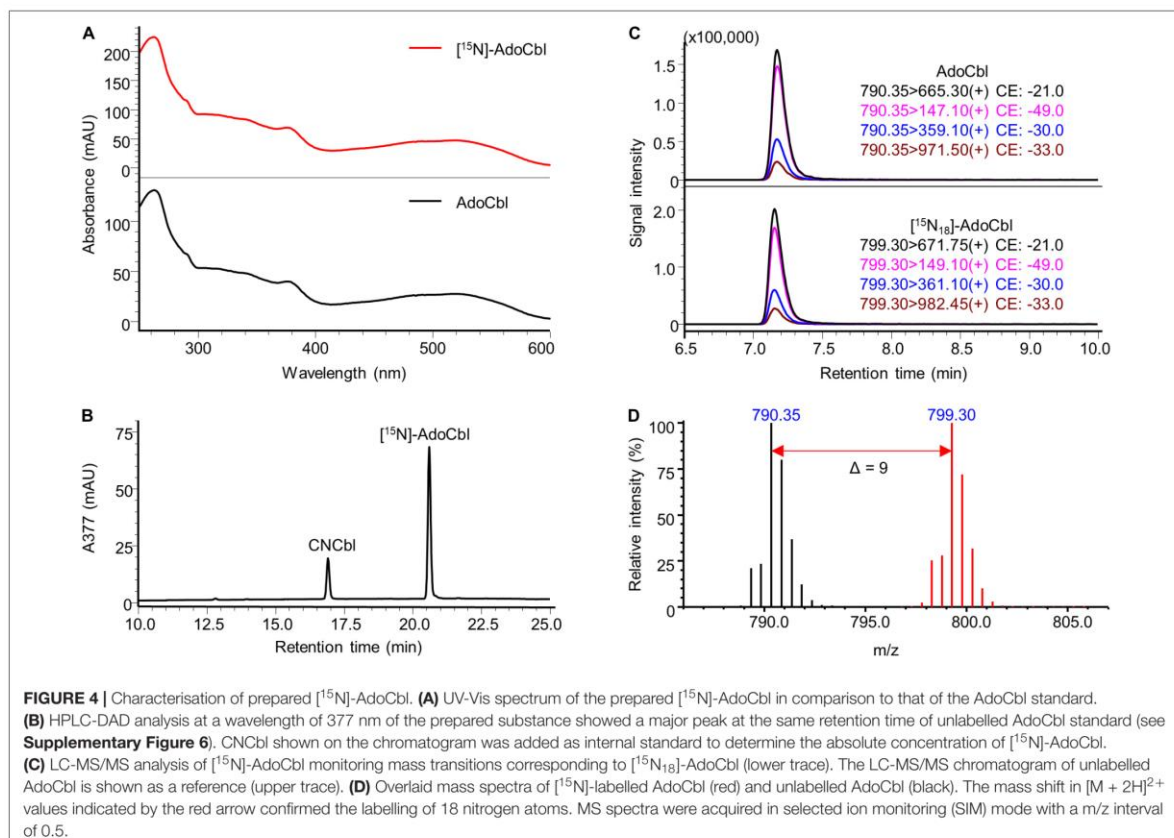 A
[¹⁵N]-AdoCbl
200
150
100
50
0
AdoCbl
100
50
0
Absorbance (mAU)
300 400 500 600
Wavelength (nm)
C
(x100,000)
AdoCbl
790.35>665.30(+) CE: -21.0
790.35>147.10(+) CE: -49.0
790.35>359.10(+) CE: -30.0
790.35>971.50(+) CE: -33.0
1.5
1.0
0.5
0.0
[¹⁵N₁₈]-AdoCbl
799.30>671.75(+) CE: -21.0
799.30>149.10(+) CE: -49.0
799.30>361.10(+) CE: -30.0
799.30>982.45(+) CE: -33.0
2.0
1.0
0
Signal intensity
6.5 7.0 7.5 8.0 8.5 9.0 9.5 10.0
Retention time (min)
B
[¹⁵N]-AdoCbl
CNCbl
75
50
25
0
A377 (mAU)
10.0 12.5 15.0 17.5 20.0 22.5 25.0
Retention time (min)
D
790.35 799.30
Δ = 9
100
75
50
25
0
Relative intensity (%)
790.0 795.0 800.0 805.0
m/z
FIGURE 4 | Characterisation of prepared [¹⁵N]-AdoCbl. (A) UV-Vis spectrum of the prepared [¹⁵N]-AdoCbl in comparison to that of the AdoCbl standard.
(B) HPLC-DAD analysis at a wavelength of 377 nm of the prepared substance showed a major peak at the same retention time of unlabelled AdoCbl standard (see
Supplementary Figure 6). CNCbl shown on the chromatogram was added as internal standard to determine the absolute concentration of [¹⁵N]-AdoCbl.
(C) LC-MS/MS analysis of [¹⁵N]-AdoCbl monitoring mass transitions corresponding to [¹⁵N₁₈]-AdoCbl (lower trace). The LC-MS/MS chromatogram of unlabelled
AdoCbl is shown as a reference (upper trace). (D) Overlaid mass spectra of [¹⁵N]-labelled AdoCbl (red) and unlabelled AdoCbl (black). The mass shift in [M + 2H]²⁺
values indicated by the red arrow confirmed the labelling of 18 nitrogen atoms. MS spectra were acquired in selected ion monitoring (SIM) mode with a m/z interval
of 0.5.